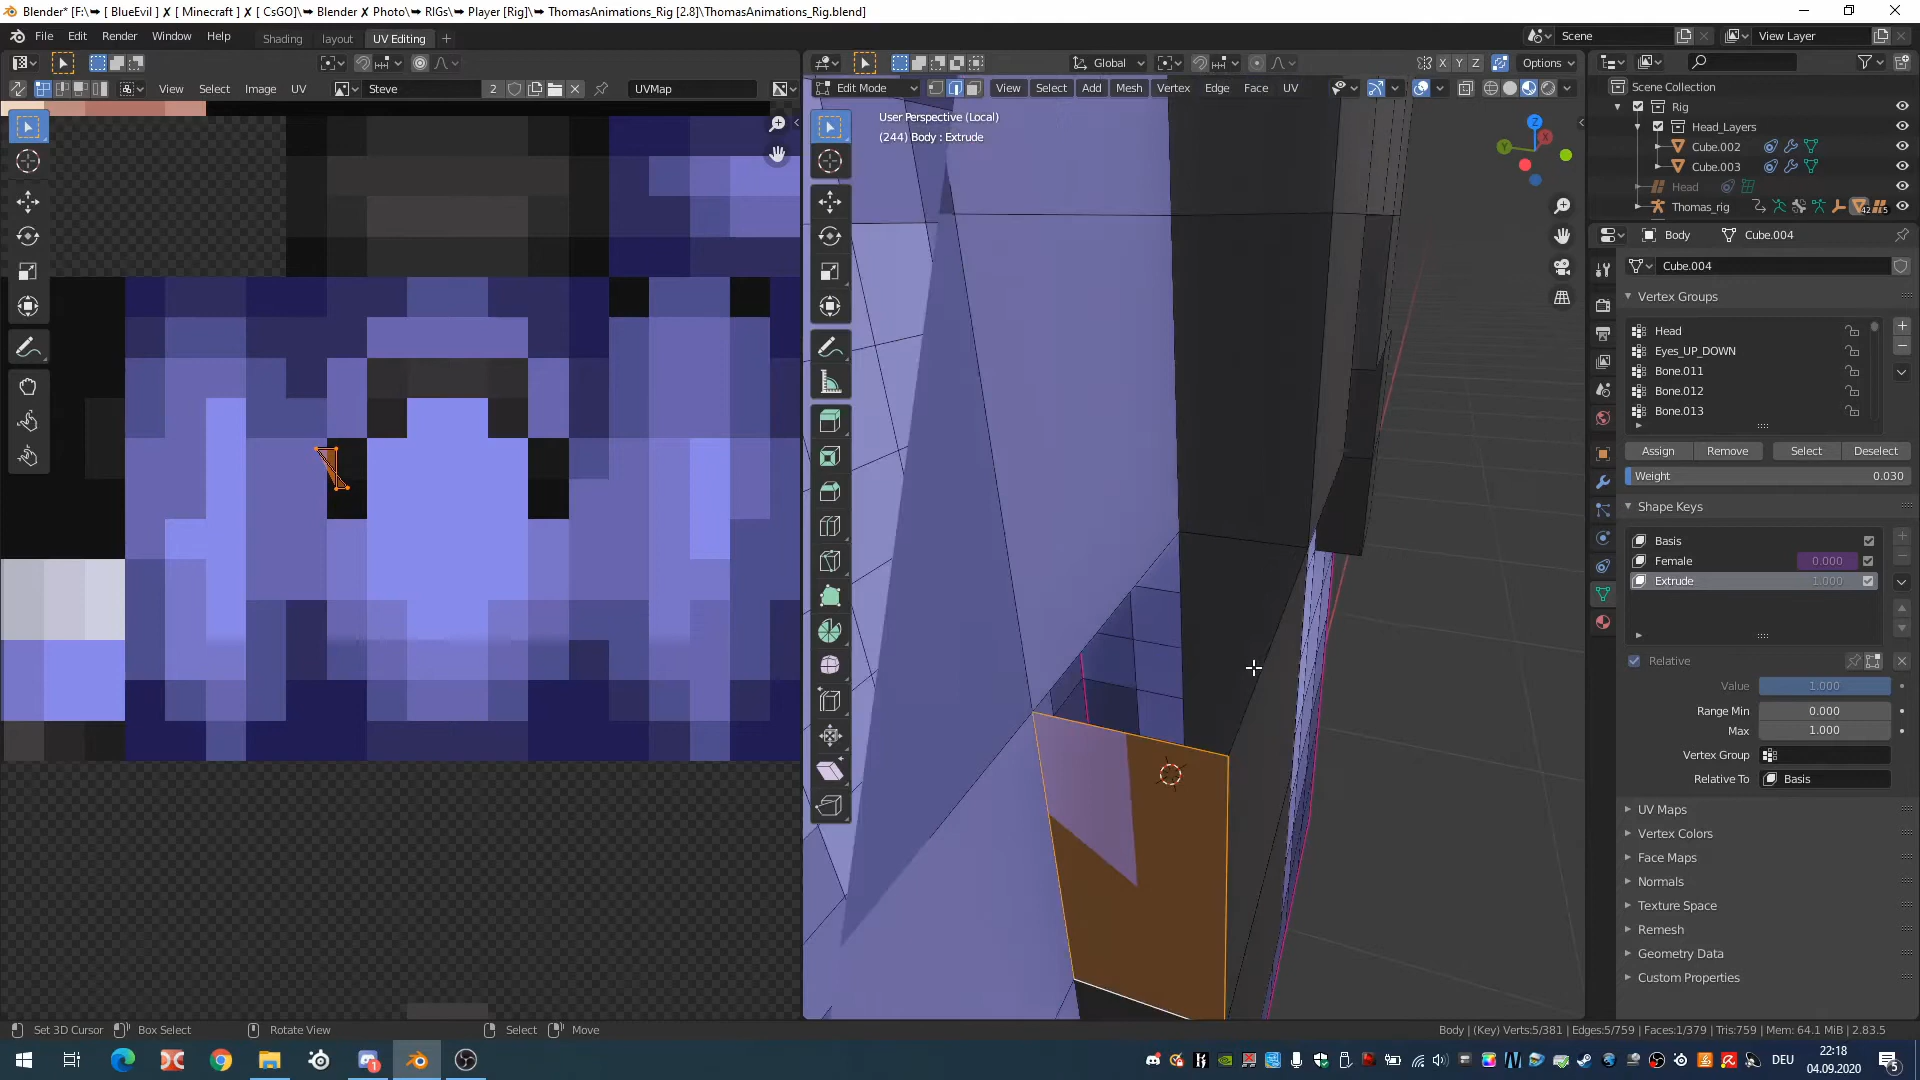 Blender* [F:\➥ [ BlueEvil ] ✗ [ Minecraft ] ✗ [ CsGO]\➥ Blender ✗ Photo\➥ RIGs\➥ Player [Rig]\➥ ThomasAnimations_Rig [2.8]\ThomasAnimations_Rig.blend]
File Edit Render Window Help Shading layout UV Editing
Scene
View Layer
Global
X Y Z
Options
View Select Image UV
Steve
2
UVMap
Edit Mode
View Select Add Mesh Vertex Edge Face UV
User Perspective (Local)
(244) Body : Extrude
Z
Y
X
Scene Collection
Rig
Head_Layers
Cube.002
Cube.003
Head
Thomas_rig
42
5
Body
Cube.004
Cube.004
Vertex Groups
Head
Eyes_UP_DOWN
Bone.011
Bone.012
Bone.013
Assign
Remove
Select
Deselect
Weight
0.030
Shape Keys
Basis
Female
0.000
Extrude
1.000
Relative
Value
1.000
Range Min
0.000
Max
1.000
Vertex Group
Relative To
Basis
UV Maps
Vertex Colors
Face Maps
Normals
Texture Space
Remesh
Geometry Data
Custom Properties
Set 3D Cursor
Box Select
Rotate View
Select
Move
Body | (Key) Verts:5/381 | Edges:5/759 | Faces:1/379 | Tris:759 | Mem: 64.1 MiB | 2.83.5
DEU
22:18
04.09.2020
5